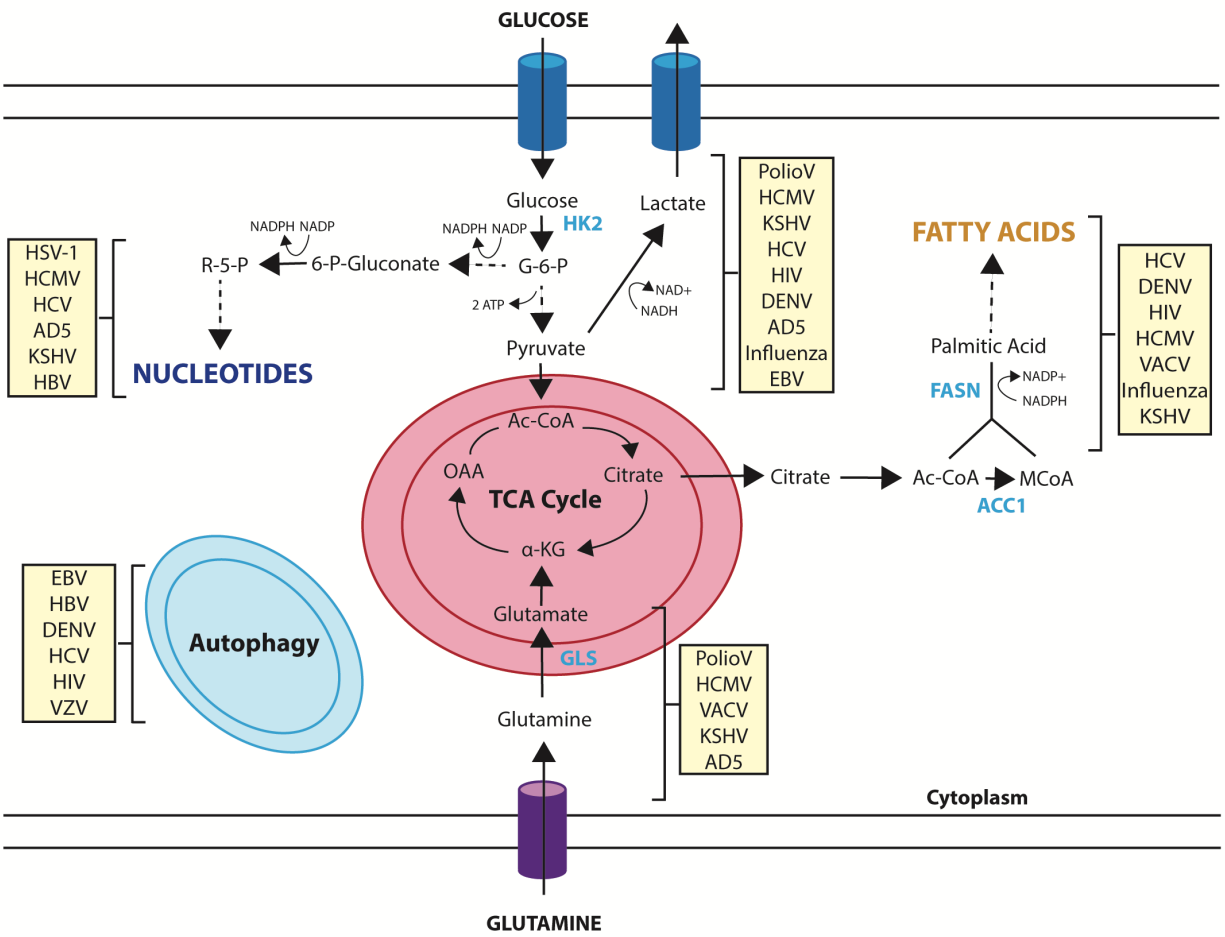 GLUCOSE
Glucose
HK2
Lactate
NADPH NADP
NADPH NADP
R-5-P
6-P-Gluconate
G-6-P
2 ATP
NAD+
NADH
Pyruvate
NUCLEOTIDES
HSV-1
HCMV
HCV
AD5
KSHV
HBV
PolioV
HCMV
KSHV
HCV
HIV
DENV
AD5
Influenza
EBV
FATTY ACIDS
Palmitic Acid
FASN
NADP+
NADPH
HCV
DENV
HIV
HCMV
VACV
Influenza
KSHV
Ac-CoA
OAA
Citrate
TCA Cycle
α-KG
Glutamate
GLS
Citrate
Ac-CoA
MCoA
ACC1
EBV
HBV
DENV
HCV
HIV
VZV
Autophagy
Glutamine
PolioV
HCMV
VACV
KSHV
AD5
Cytoplasm
GLUTAMINE